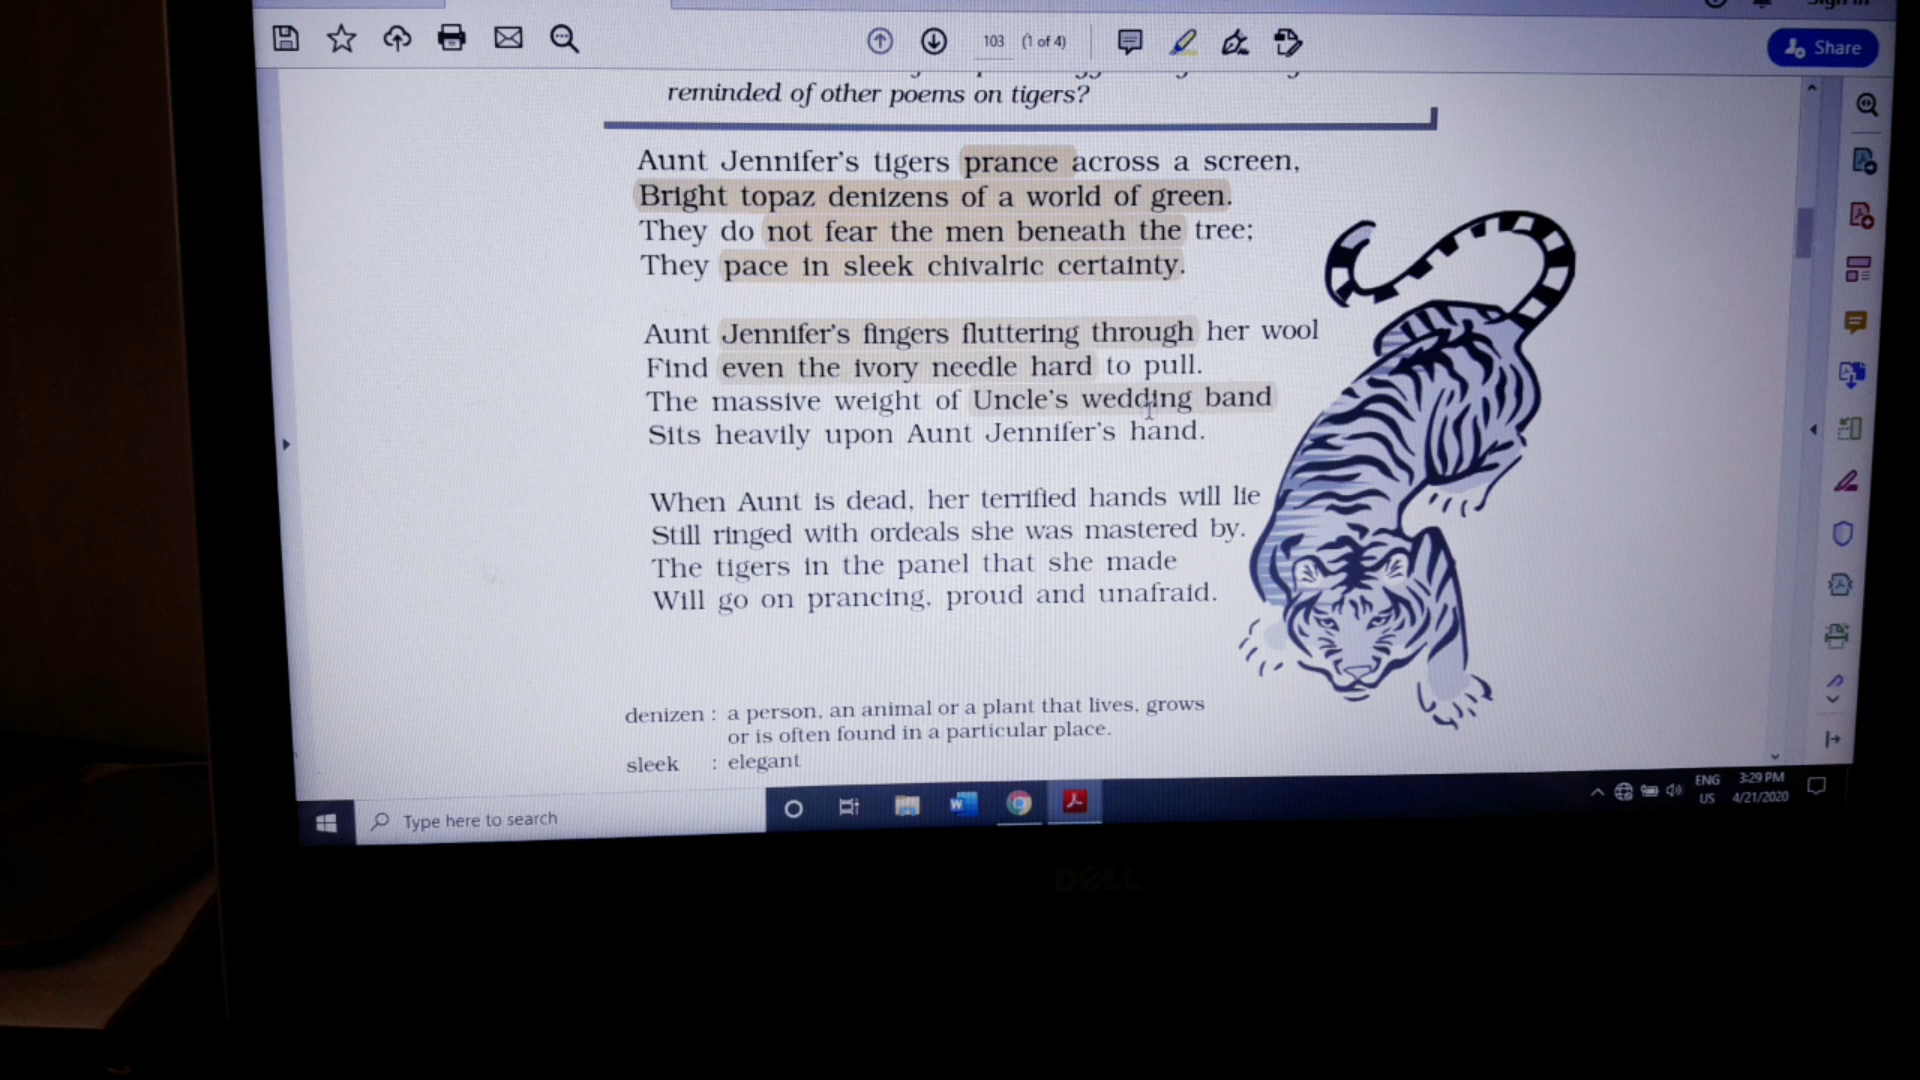 Sign In
103 (1 of 4)
Share
reminded of other poems on tigers?
Aunt Jennifer's tigers prance across a screen,
Bright topaz denizens of a world of green.
They do not fear the men beneath the tree;
They pace in sleek chivalric certainty.
Aunt Jennifer's fingers fluttering through her wool
Find even the ivory needle hard to pull.
The massive weight of Uncle's wedding band
Sits heavily upon Aunt Jennifer's hand.
When Aunt is dead, her terrified hands will lie
Still ringed with ordeals she was mastered by.
The tigers in the panel that she made
Will go on prancing, proud and unafraid.
denizen : a person, an animal or a plant that lives, grows
or is often found in a particular place.
sleek : elegant
Type here to search
ENG
US
3:29 PM
4/21/2020
DELL